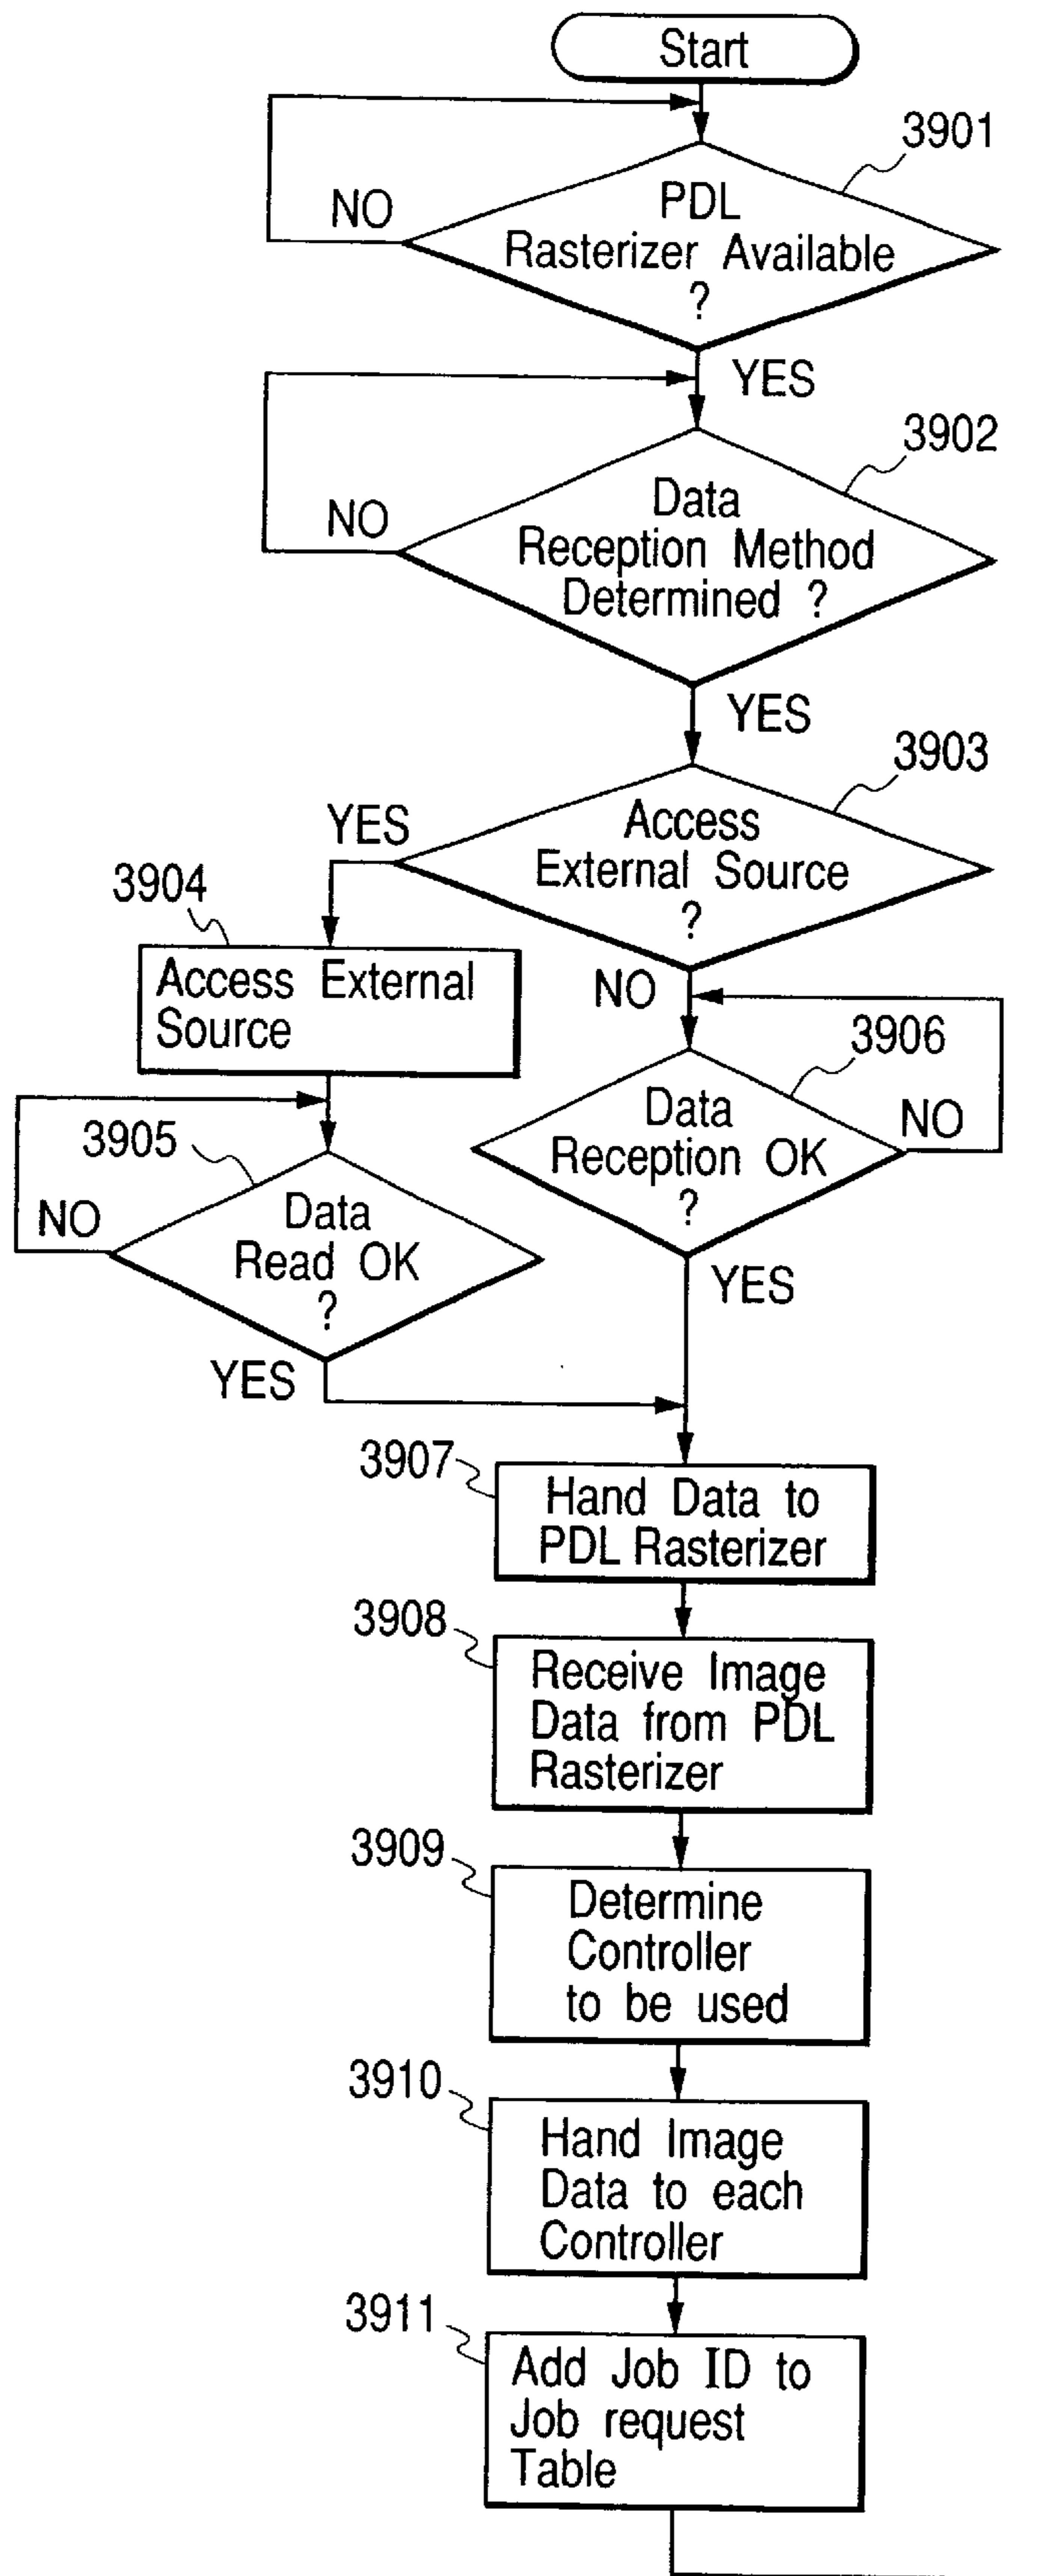 Start
3901
PDL
Rasterizer Available
?
NO
YES
3902
Data
Reception Method
Determined ?
NO
YES
3903
Access
External Source
?
YES
NO
3904
Access External
Source
3905
Data
Read OK
?
NO
YES
3906
Data
Reception OK
?
NO
YES
3907
Hand Data to
PDL Rasterizer
3908
Receive Image
Data from PDL
Rasterizer
3909
Determine
Controller
to be used
3910
Hand Image
Data to each
Controller
3911
Add Job ID to
Job request
Table